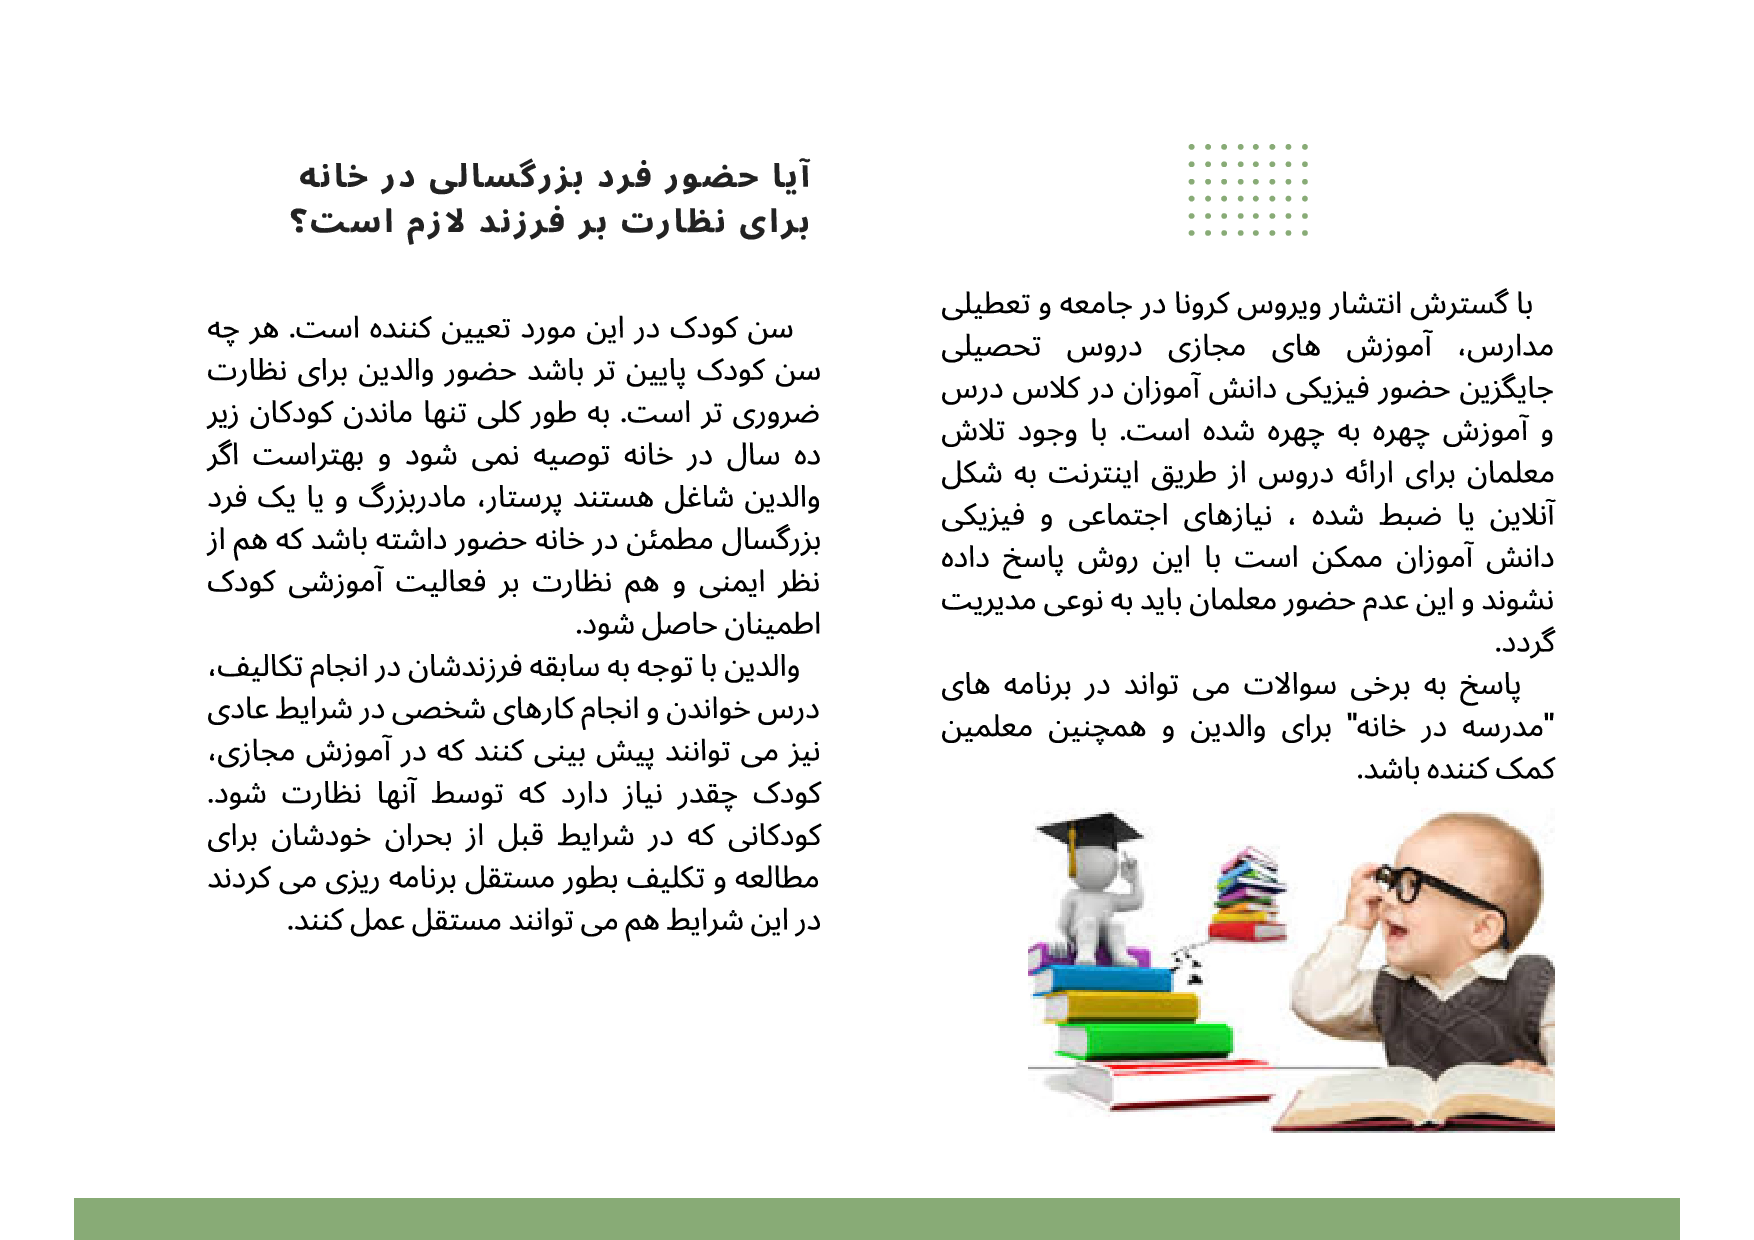 با گسترش انتشار ویروس کرونا در جامعه و تعطیلی
مدارس، آموزش های مجازی دروس تحصیلی
جایگزین حضور فیزیکی دانش آموزان در کلاس درس
و آموزش چهره به چهره شده است. با وجود تلاش
معلمان برای ارائه دروس از طریق اینترنت به شکل
آنلاین یا ضبط شده ، نیازهای اجتماعی و فیزیکی
دانش آموزان ممکن است با این روش پاسخ داده
نشوند و این عدم حضور معلمان باید به نوعی مدیریت
گردد.
پاسخ به برخی سوالات می تواند در برنامه های
"مدرسه در خانه" برای والدین و همچنین معلمین
کمک کننده باشد.
آیا حضور فرد بزرگسالی در خانه
برای نظارت بر فرزند لازم است؟
سن کودک در این مورد تعیین کننده است. هر چه
سن کودک پایین تر باشد حضور والدین برای نظارت
ضروری تر است. به طور کلی تنها ماندن کودکان زیر
ده سال در خانه توصیه نمی شود و بهتراست اگر
والدین شاغل هستند پرستار، مادربزرگ و یا یک فرد
بزرگسال مطمئن در خانه حضور داشته باشد که هم از
نظر ایمنی و هم نظارت بر فعالیت آموزشی کودک
اطمینان حاصل شود.
والدین با توجه به سابقه فرزندشان در انجام تکالیف،
درس خواندن و انجام کارهای شخصی در شرایط عادی
نیز می توانند پیش بینی کنند که در آموزش مجازی،
کودک چقدر نیاز دارد که توسط آنها نظارت شود.
کودکانی که در شرایط قبل از بحران خودشان برای
مطالعه و تکلیف بطور مستقل برنامه ریزی می کردند
در این شرایط هم می توانند مستقل عمل کنند.